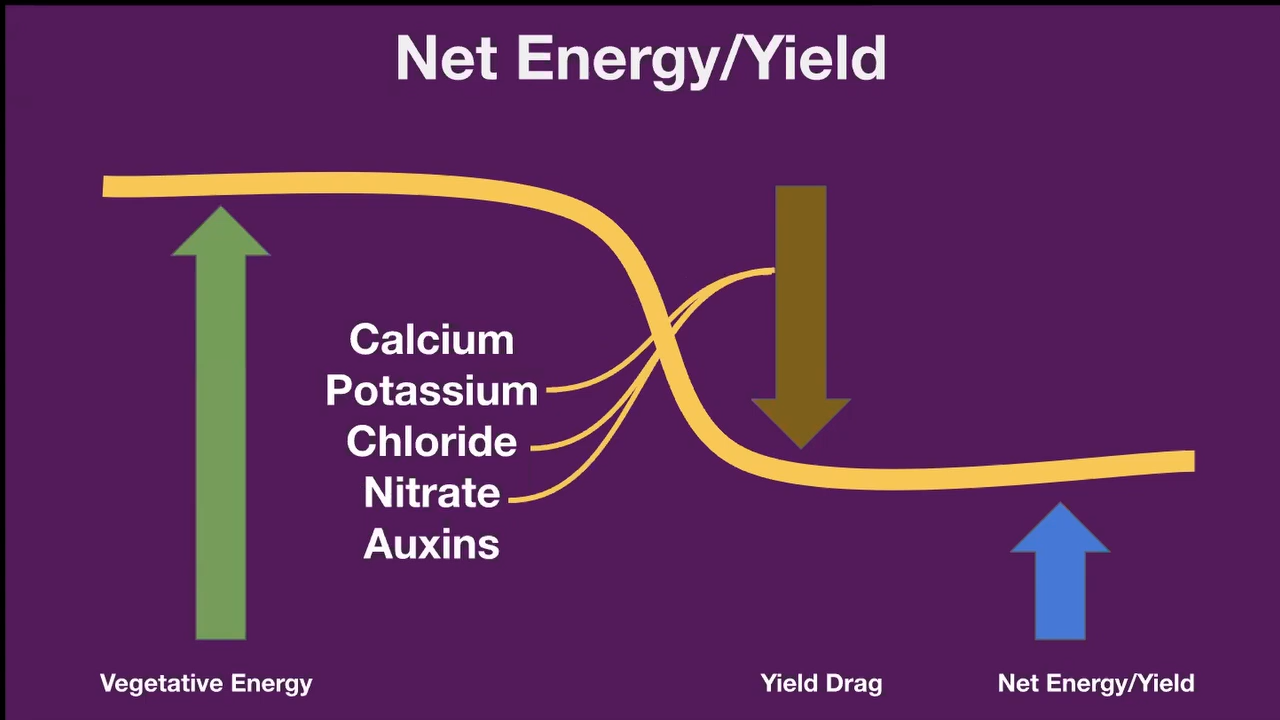 Net Energy/Yield
Calcium
Potassium
Chloride
Nitrate
Auxins
Vegetative Energy
Yield Drag
Net Energy/Yield